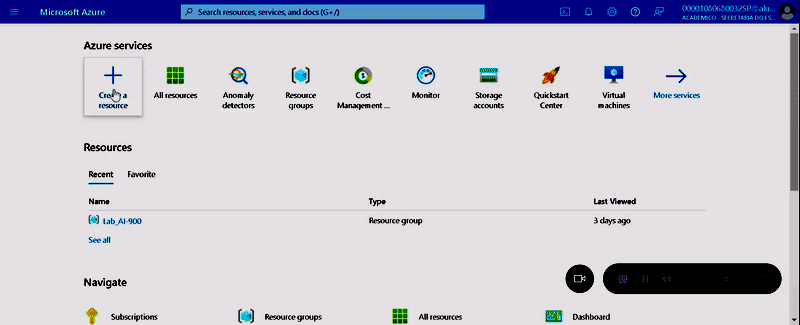 Microsoft Azure
Search resources, services, and docs (G+/)
00001080680032SP@alu...
ACADEMICO - SECRETARIA DO ES...
Azure services
Create a resource
All resources
Anomaly detectors
Resource groups
Cost Management ...
Monitor
Storage accounts
Quickstart Center
Virtual machines
More services
Resources
Recent Favorite
Name Type Last Viewed
Lab_AI-900 Resource group 3 days ago
See all
Navigate
Subscriptions Resource groups All resources Dashboard